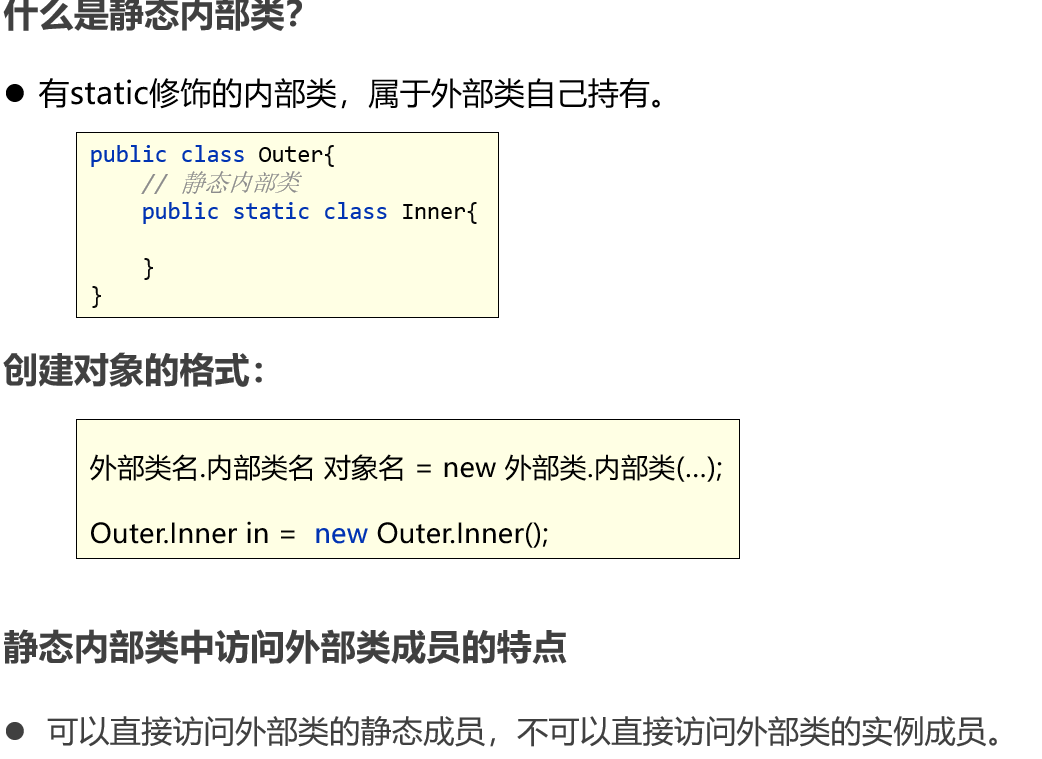 什么是静态内部类?
● 有static修饰的内部类，属于外部类自己持有。
public class Outer{
// 静态内部类
public static class Inner{
}
}
创建对象的格式：
外部类名.内部类名 对象名 = new 外部类.内部类(…);
Outer.Inner in = new Outer.Inner();
静态内部类中访问外部类成员的特点
● 可以直接访问外部类的静态成员，不可以直接访问外部类的实例成员。